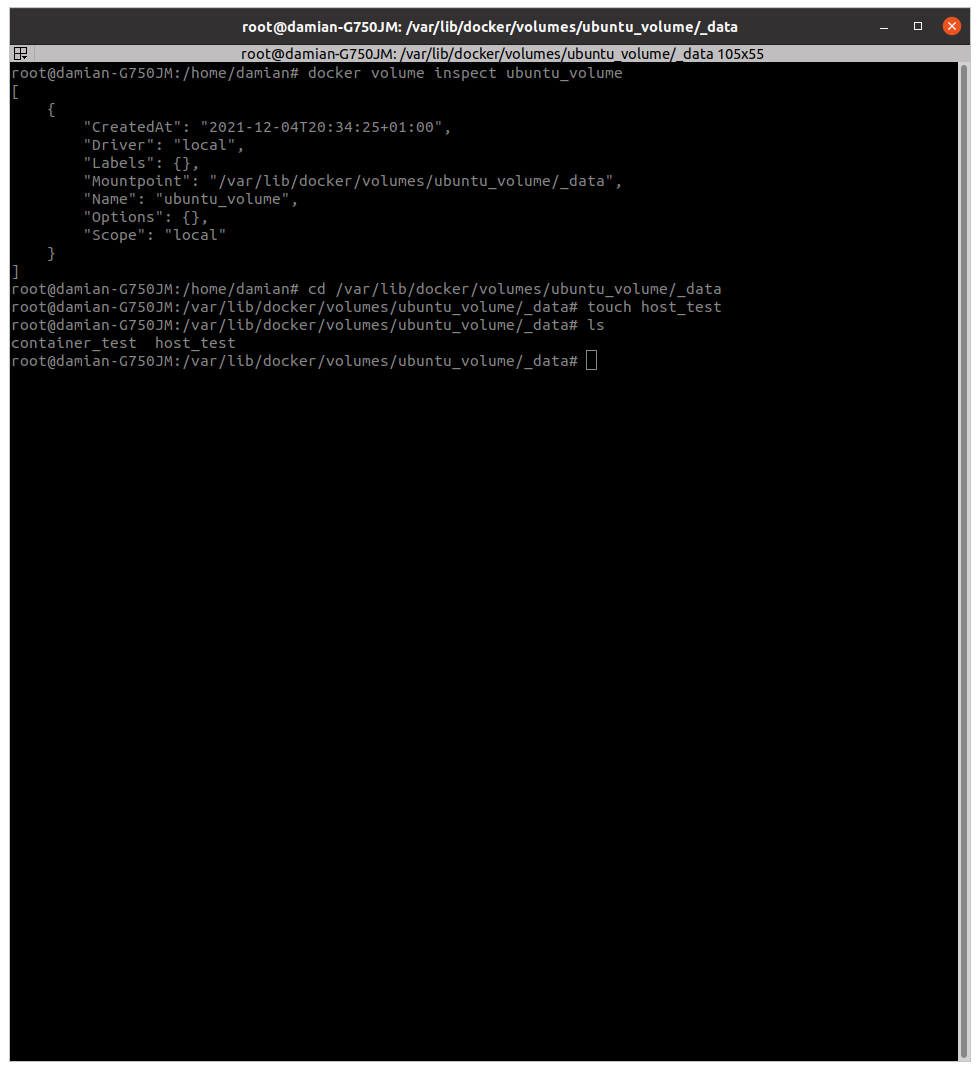 root@damian-G750JM: /var/lib/docker/volumes/ubuntu_volume/_data
root@damian-G750JM: /var/lib/docker/volumes/ubuntu_volume/_data 105x55
root@damian-G750JM:/home/damian# docker volume inspect ubuntu_volume
[
    {
        "CreatedAt": "2021-12-04T20:34:25+01:00",
        "Driver": "local",
        "Labels": {},
        "Mountpoint": "/var/lib/docker/volumes/ubuntu_volume/_data",
        "Name": "ubuntu_volume",
        "Options": {},
        "Scope": "local"
    }
]
root@damian-G750JM:/home/damian# cd /var/lib/docker/volumes/ubuntu_volume/_data
root@damian-G750JM:/var/lib/docker/volumes/ubuntu_volume/_data# touch host_test
root@damian-G750JM:/var/lib/docker/volumes/ubuntu_volume/_data# ls
container_test  host_test
root@damian-G750JM:/var/lib/docker/volumes/ubuntu_volume/_data#